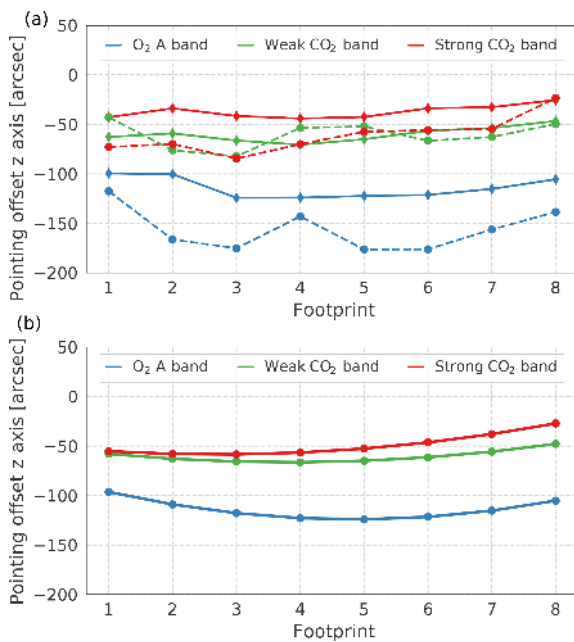 (a)
50
O₂ A band
Weak CO₂ band
Strong CO₂ band
0
−50
−100
−150
−200
Pointing offset z axis [arcsec]
1 2 3 4 5 6 7 8
Footprint
(b)
50
O₂ A band
Weak CO₂ band
Strong CO₂ band
0
−50
−100
−150
−200
Pointing offset z axis [arcsec]
1 2 3 4 5 6 7 8
Footprint